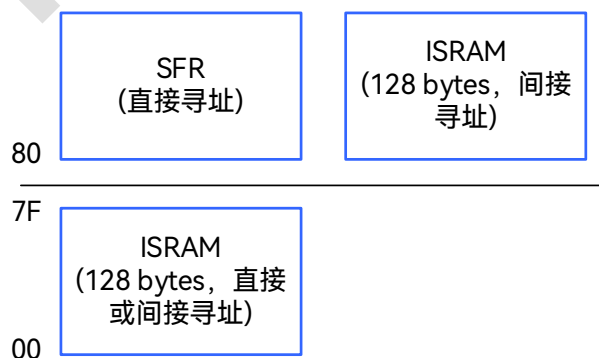 SFR
(直接寻址)
ISRAM
(128 bytes，间接
寻址)
80
7F
ISRAM
(128 bytes，直接
或间接寻址)
00